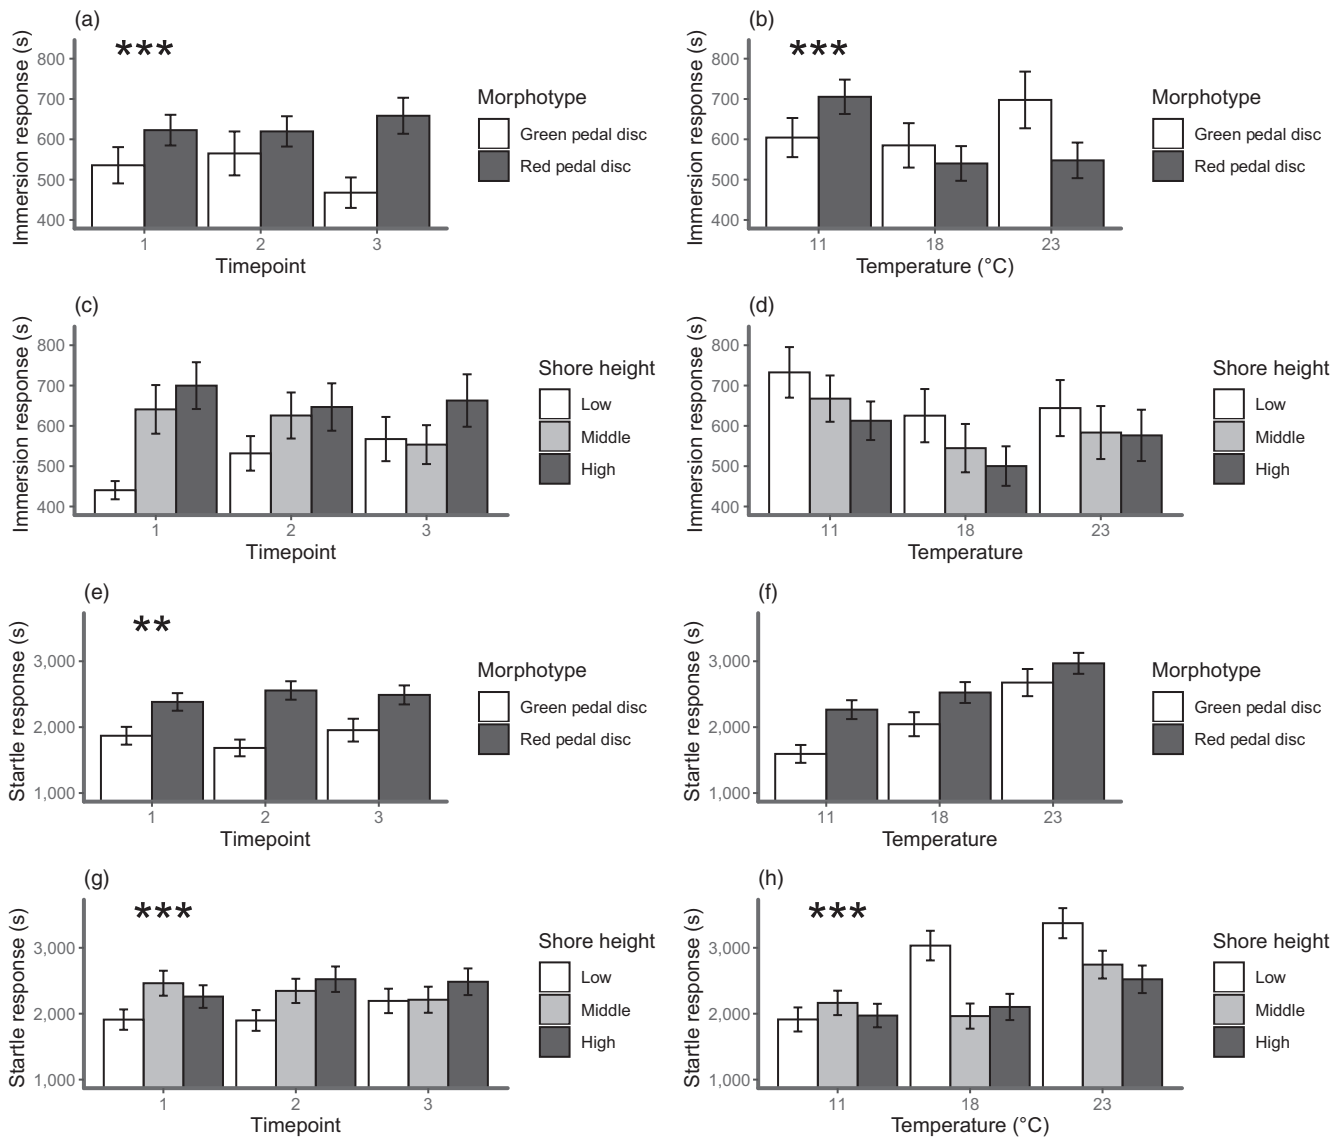 (a)
***
Immersion response (s)
800
700
600
500
400
1 2 3
Timepoint
Morphotype
Green pedal disc
Red pedal disc
(b)
***
Immersion response (s)
800
700
600
500
400
11 18 23
Temperature (°C)
Morphotype
Green pedal disc
Red pedal disc
(c)
Immersion response (s)
800
700
600
500
400
1 2 3
Timepoint
Shore height
Low
Middle
High
(d)
Immersion response (s)
800
700
600
500
400
11 18 23
Temperature
Shore height
Low
Middle
High
(e)
**
Startle response (s)
3,000
2,000
1,000
1 2 3
Timepoint
Morphotype
Green pedal disc
Red pedal disc
(f)
Startle response (s)
3,000
2,000
1,000
11 18 23
Temperature
Morphotype
Green pedal disc
Red pedal disc
(g)
***
Startle response (s)
3,000
2,000
1,000
1 2 3
Timepoint
Shore height
Low
Middle
High
(h)
***
Startle response (s)
3,000
2,000
1,000
11 18 23
Temperature (°C)
Shore height
Low
Middle
High